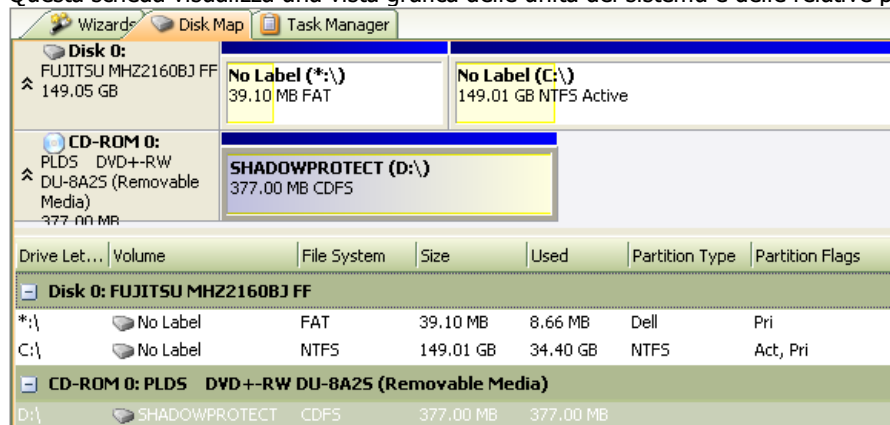 Questa scheda visualizza una vista grafica delle unità del sistema e delle relative p
Wizards Disk Map Task Manager
Disk 0:
FUJITSU MHZ2160BJ FF
149.05 GB
No Label (*:\)
39.10 MB FAT
No Label (C:\)
149.01 GB NTFS Active
CD-ROM 0:
PLDS DVD+-RW
DU-8A2S (Removable
Media)
377.00 MB
SHADOWPROTECT (D:\)
377.00 MB CDFS
Drive Let... Volume File System Size Used Partition Type Partition Flags
Disk 0: FUJITSU MHZ2160BJ FF
*:\ No Label FAT 39.10 MB 8.66 MB Dell Pri
C:\ No Label NTFS 149.01 GB 34.40 GB NTFS Act, Pri
CD-ROM 0: PLDS DVD+-RW DU-8A2S (Removable Media)
D:\ SHADOWPROTECT CDFS 377.00 MB 377.00 MB